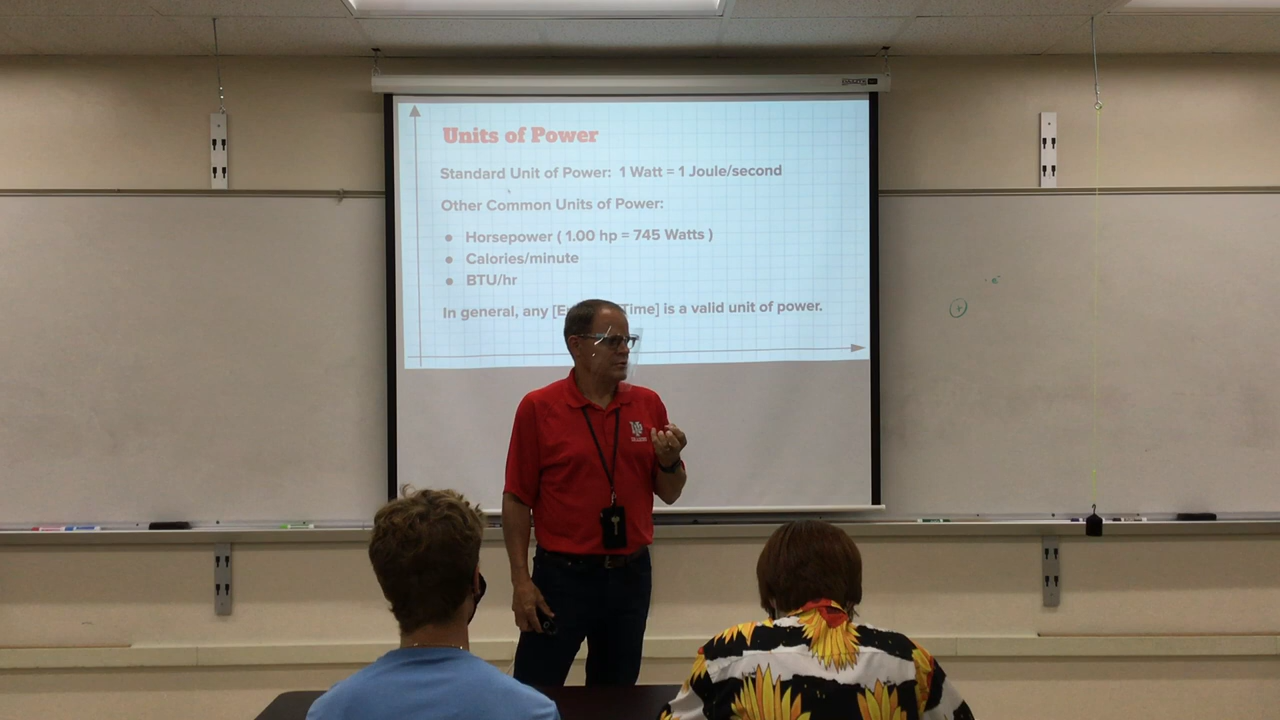 Units of Power
Standard Unit of Power: 1 Watt = 1 Joule/second
Other Common Units of Power:
● Horsepower ( 1.00 hp = 745 Watts )
● Calories/minute
● BTU/hr
In general, any [En Time] is a valid unit of power.